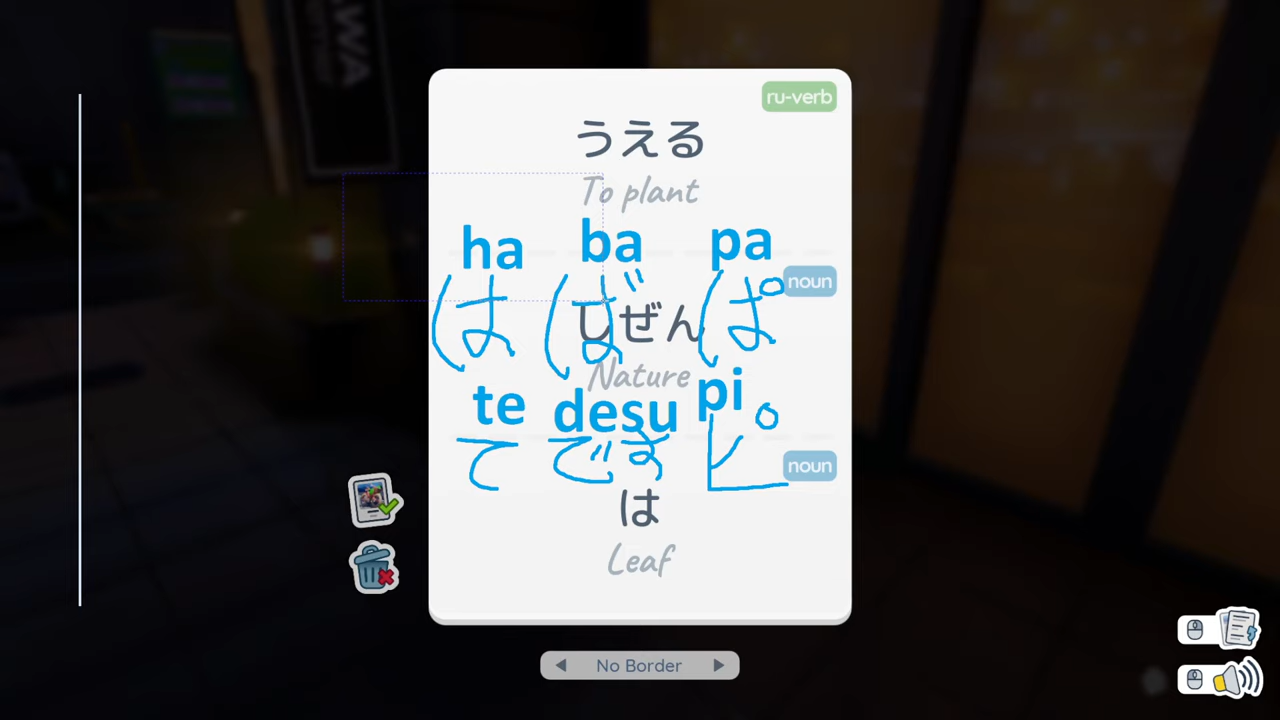 WA
ru-verb
うえる
To plant
ha ba pa
noun
は ば ぱ
しぜん
Nature
te desu pi
て です ピ
noun
は
Leaf
No Border